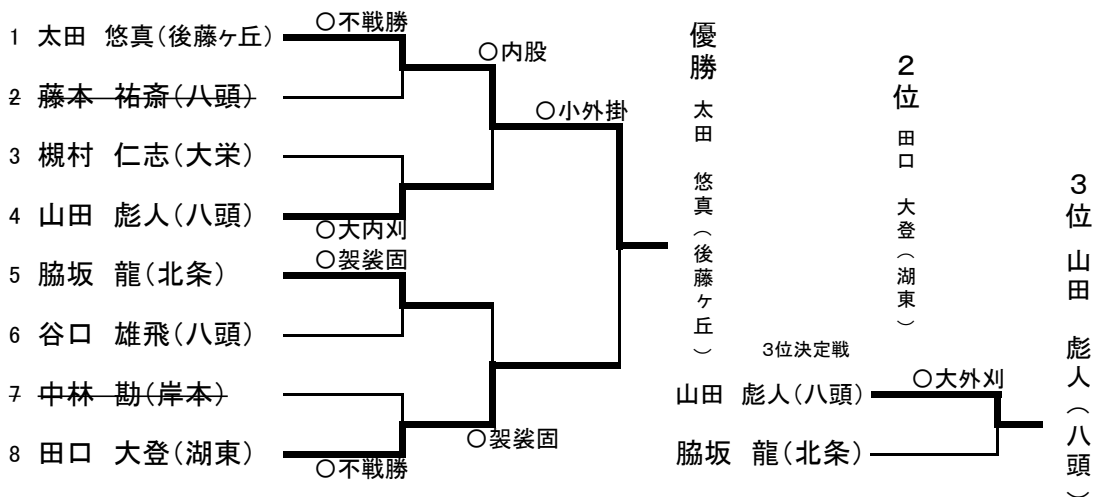 1 太田　悠真(後藤ヶ丘)
2 藤本　祐斎(八頭)
3 槻村　仁志(大栄)
4 山田　彪人(八頭)
5 脇坂　龍(北条)
6 谷口　雄飛(八頭)
7 中林　勘(岸本)
8 田口　大登(湖東)
○不戦勝
○大内刈
○袈裟固
○不戦勝
○内股
○袈裟固
○小外掛
優勝　太田　悠真(後藤ヶ丘)
2位　田口　大登(湖東)
3位決定戦
山田　彪人(八頭)
脇坂　龍(北条)
○大外刈
3位　山田　彪人(八頭)